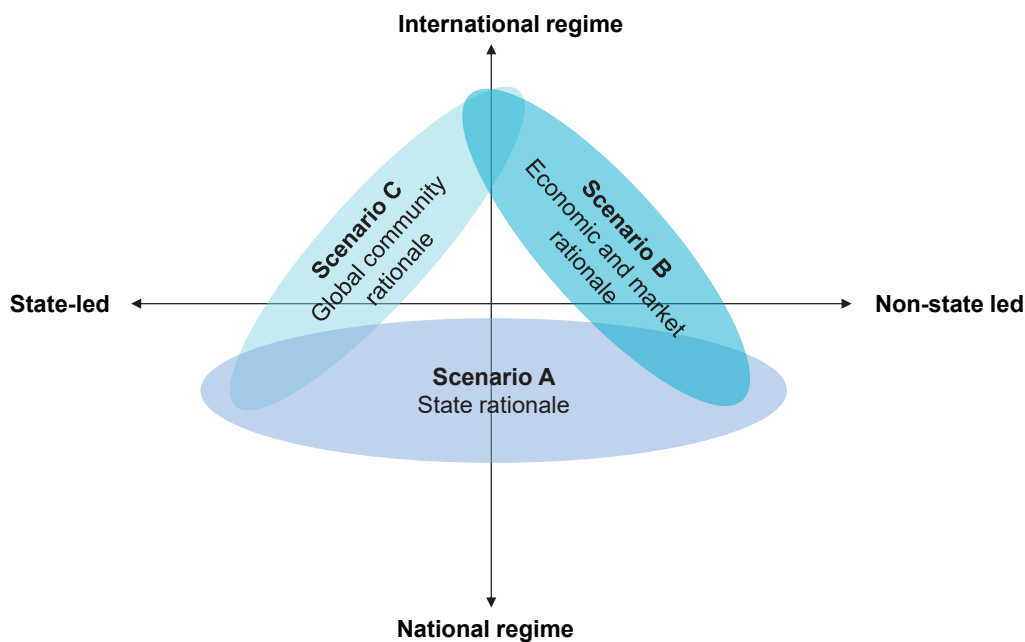 International regime
Scenario C
Global community
rationale
Scenario B
Economic and market
rationale
State-led
Non-state led
Scenario A
State rationale
National regime